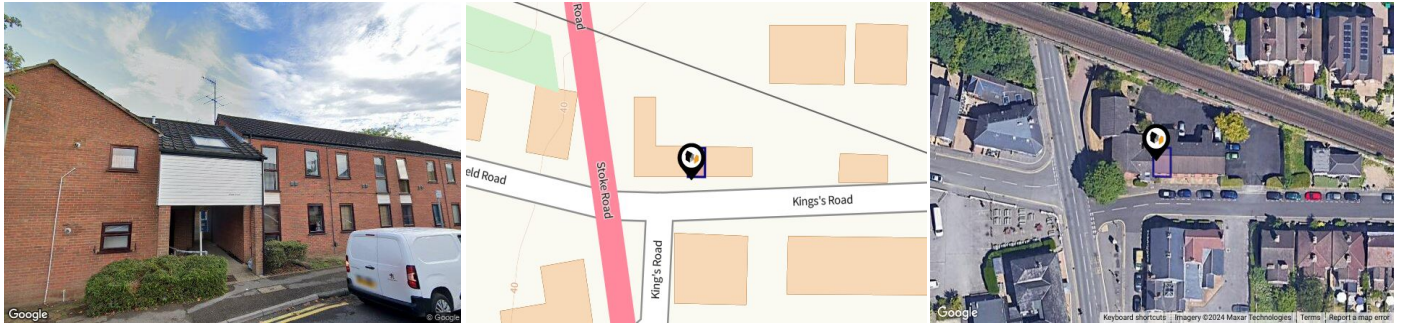 Google
© Google
Road
40
eld Road
Stoke Road
King's Road
King's Road
40
Google
Keyboard shortcuts
Imagery ©2024 Maxar Technologies
Terms
Report a map error